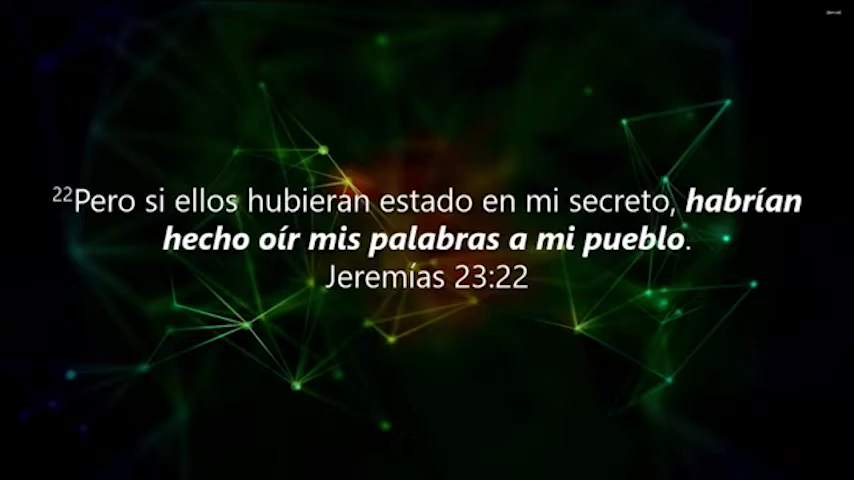 ²²Pero si ellos hubieran estado en mi secreto, habrían
hecho oír mis palabras a mi pueblo.
Jeremías 23:22